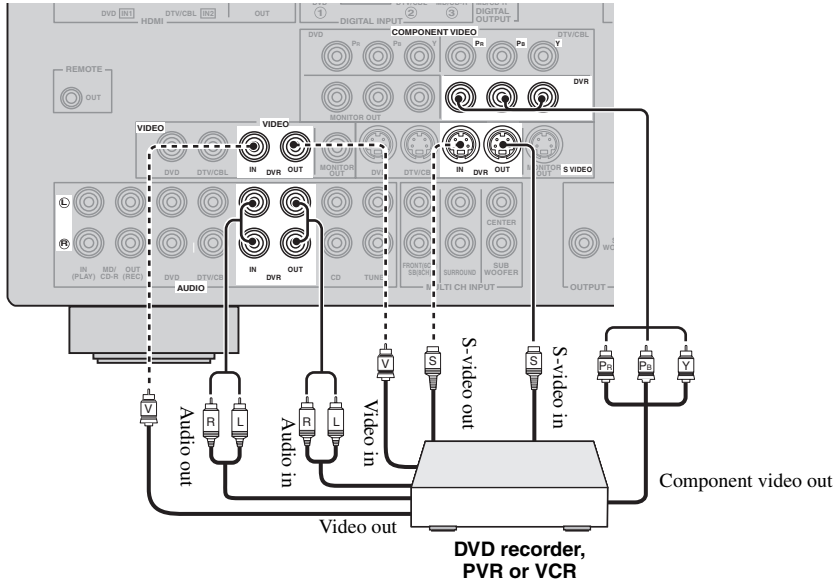 DVD IN1 DTV/CBL IN2 OUT
HDMI
DVD
① ② ③
DIGITAL INPUT
DIGITAL OUTPUT
COMPONENT VIDEO
DVD PR PB Y
PR PB Y DTV/CBL
REMOTE
OUT
DVR
MONITOR OUT
VIDEO
VIDEO
DVD DTV/CBL IN DVR OUT MONITOR OUT
DTV/CBL IN DVR OUT MONITOR OUT S VIDEO
L
R
CENTER
IN (PLAY) MD/CD-R OUT (REC) DVD IN OUT CD
DVR
AUDIO
SURROUND SUB WOOFER
MULTI CH INPUT
OUTPUT
V
R L
R L
V
S
S
PR PB Y
Audio out
Audio in
Video in
S-video out
S-video in
Component video out
Video out
DVD recorder,
PVR or VCR